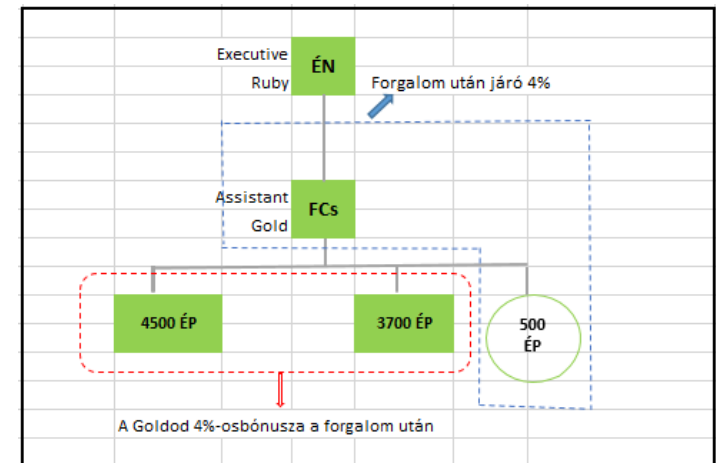 Executive
Ruby
ÉN
Forgalom után járó 4%
Assistant
Gold
FCs
4500 ÉP
3700 ÉP
500
ÉP
A Goldod 4%-osbónusza a forgalom után